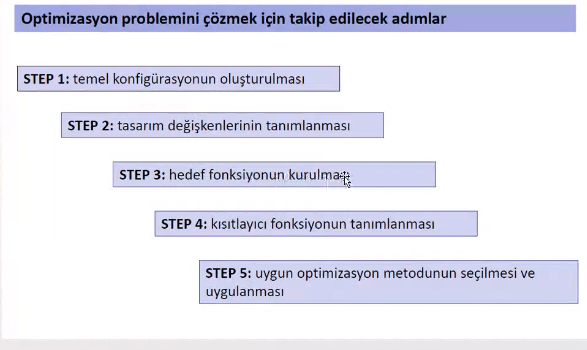 Optimizasyon problemini çözmek için takip edilecek adımlar
STEP 1: temel konfigürasyonun oluşturulması
STEP 2: tasarım değişkenlerinin tanımlanması
STEP 3: hedef fonksiyonun kurulması
STEP 4: kısıtlayıcı fonksiyonun tanımlanması
STEP 5: uygun optimizasyon metodunun seçilmesi ve
uygulanması